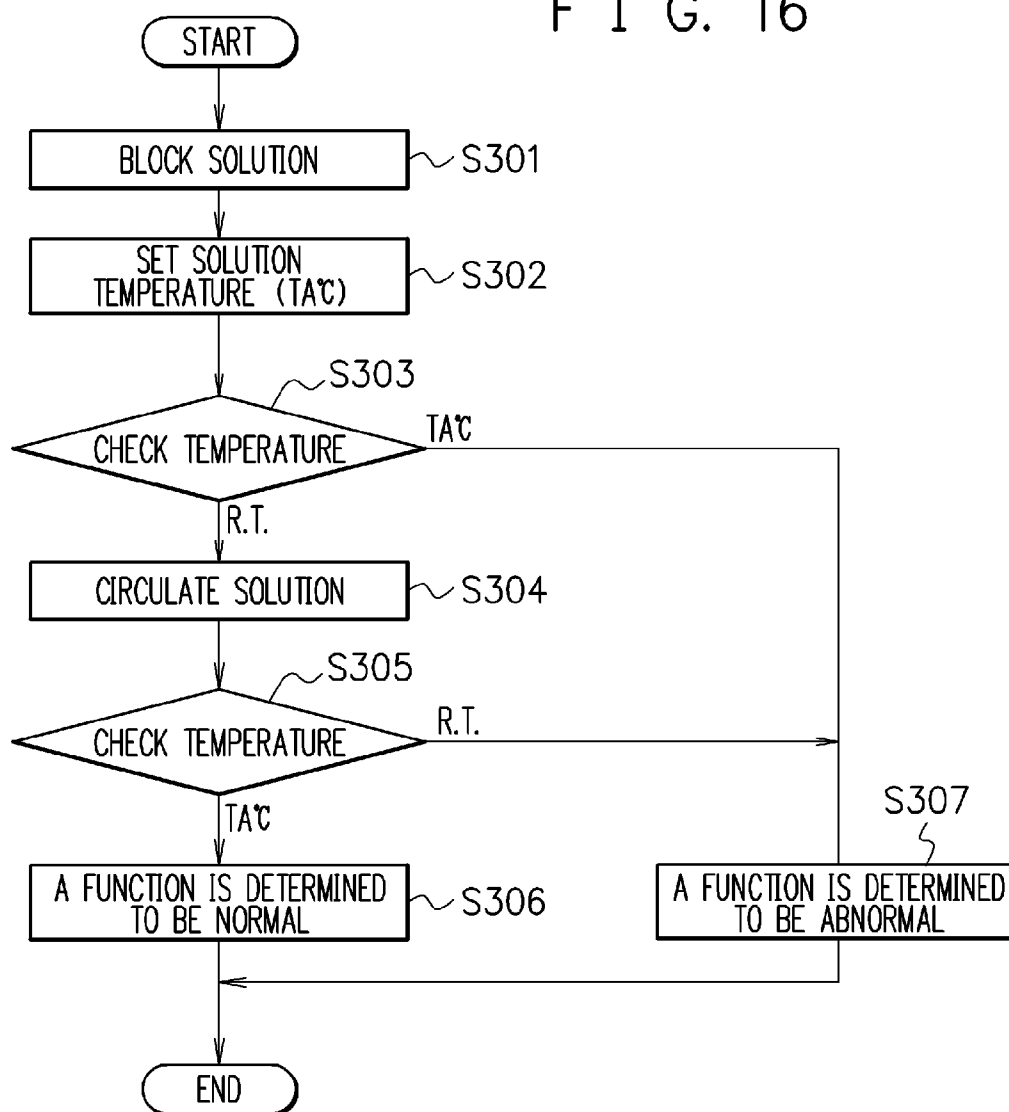 F I G. 16
START
BLOCK SOLUTION
S301
SET SOLUTION
TEMPERATURE (TA℃)
S302
S303
CHECK TEMPERATURE
TA℃
R.T.
CIRCULATE SOLUTION
S304
S305
CHECK TEMPERATURE
R.T.
TA℃
S307
A FUNCTION IS DETERMINED
TO BE NORMAL
S306
A FUNCTION IS DETERMINED
TO BE ABNORMAL
END